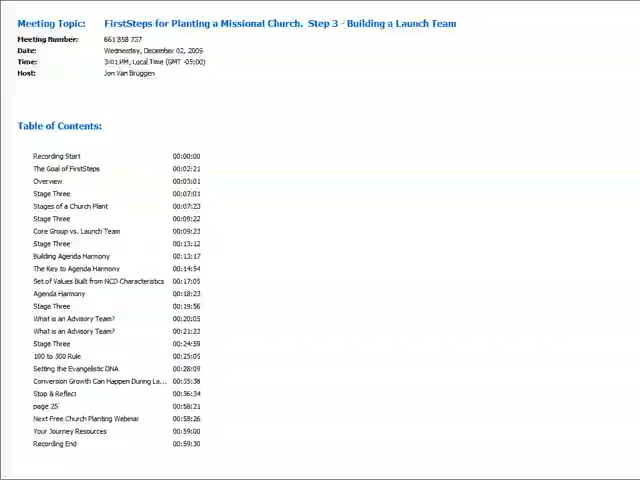 Meeting Topic: FirstSteps for Planting a Missional Church. Step 3 - Building a Launch Team
Meeting Number: 661 858 737
Date: Wednesday, December 02, 2009
Time: 3:01 PM, Local Time (GMT -05:00)
Host: Jon Van Bruggen
Table of Contents:
Recording Start 00:00:00
The Goal of FirstSteps 00:02:21
Overview 00:03:01
Stage Three 00:07:01
Stages of a Church Plant 00:07:23
Stage Three 00:09:22
Core Group vs. Launch Team 00:09:23
Stage Three 00:13:12
Building Agenda Harmony 00:13:17
The Key to Agenda Harmony 00:14:54
Set of Values Built from NCD Characteristics 00:17:05
Agenda Harmony 00:18:23
Stage Three 00:19:56
What is an Advisory Team? 00:20:05
What is an Advisory Team? 00:21:23
Stage Three 00:24:59
100 to 300 Rule 00:25:05
Setting the Evangelistic DNA 00:28:09
Conversion Growth Can Happen During La... 00:35:38
Stop & Reflect 00:36:34
page 25 00:58:21
Next Free Church Planting Webinar 00:58:26
Your Journey Resources 00:59:00
Recording End 00:59:30